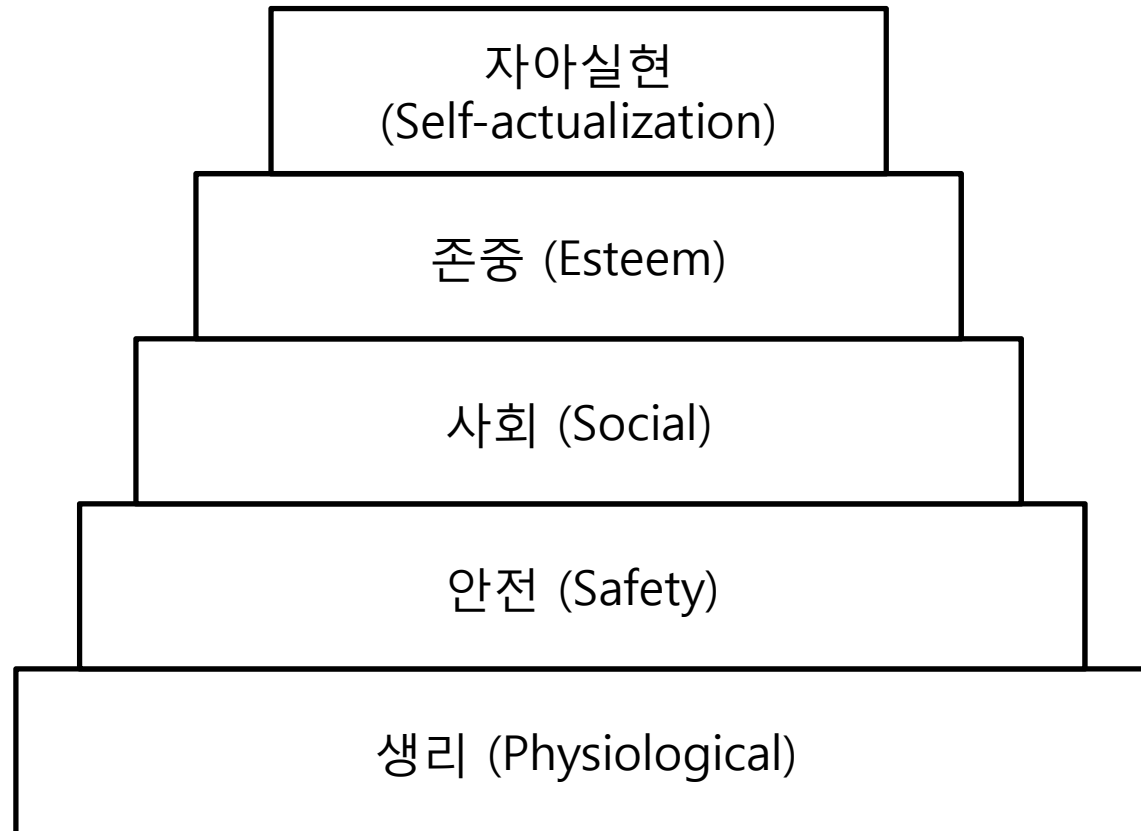 자아실현
(Self-actualization)
존중 (Esteem)
사회 (Social)
안전 (Safety)
생리 (Physiological)